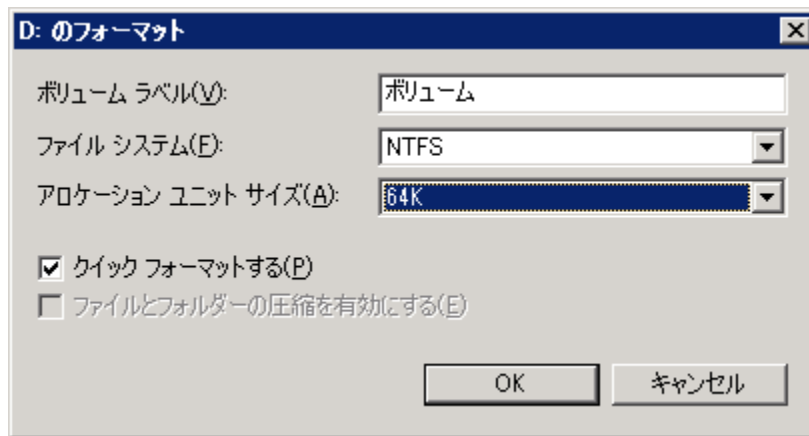 D: のフォーマット
ボリューム ラベル(V): ボリューム
ファイル システム(F): NTFS
アロケーション ユニット サイズ(A): 64K
クイック フォーマットする(P)
ファイルとフォルダーの圧縮を有効にする(E)
OK キャンセル